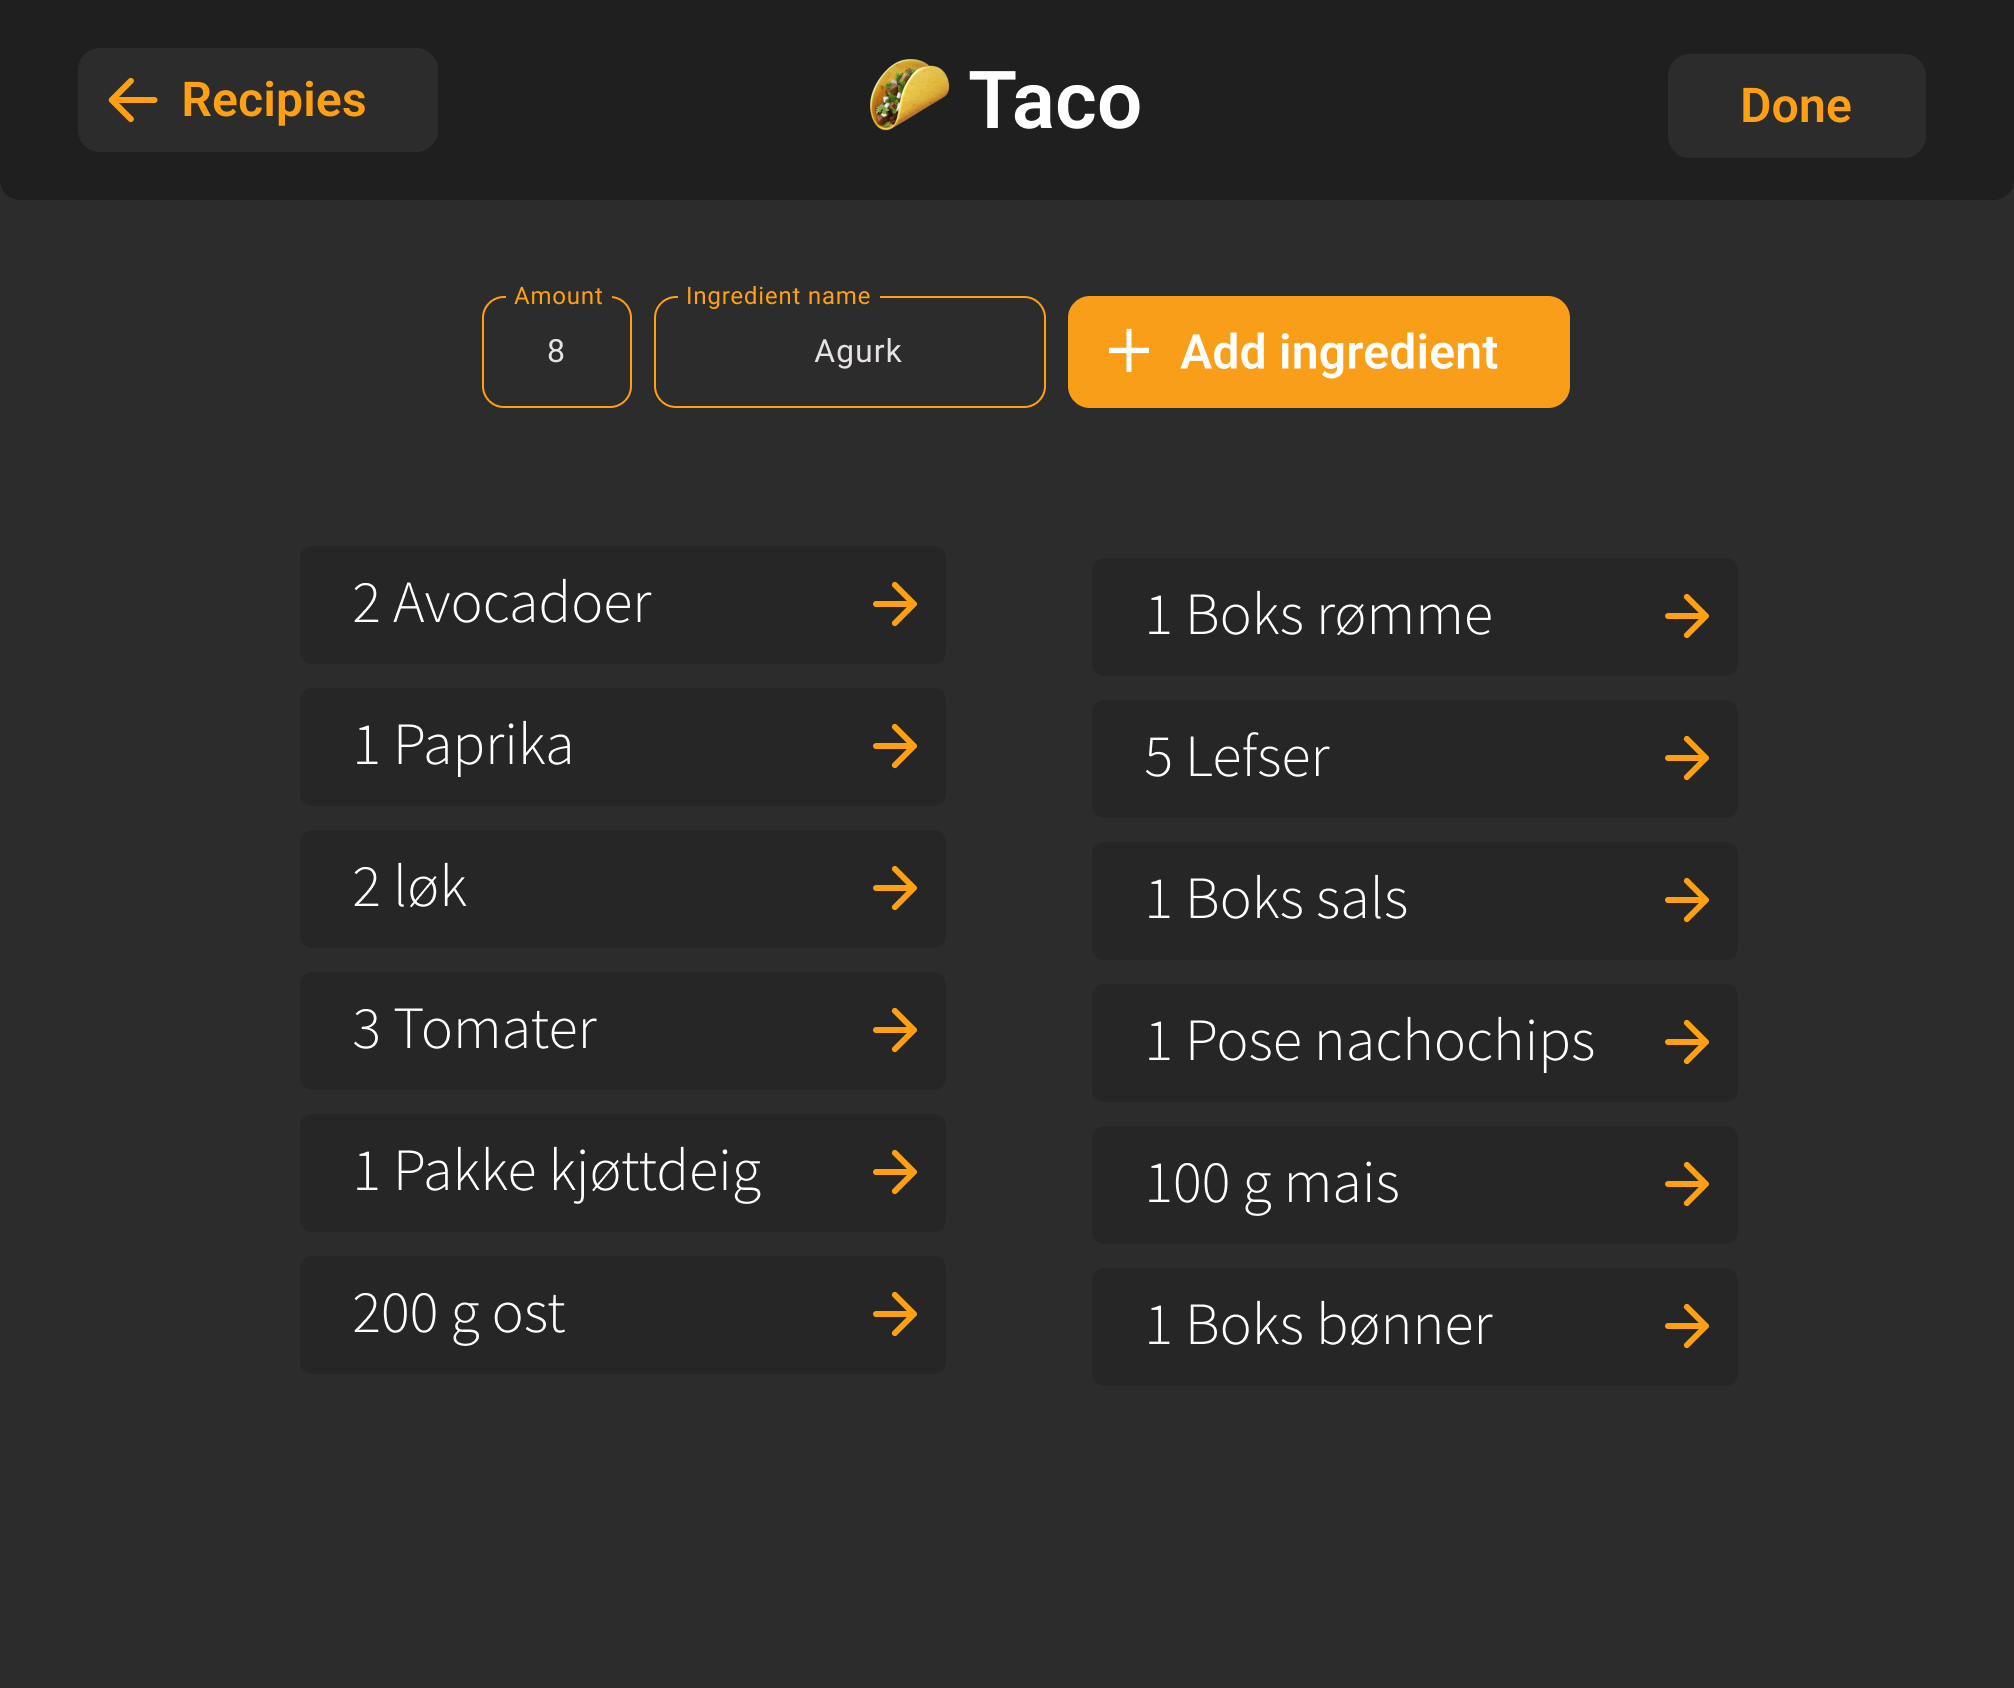 Recipies
Taco
Done
Amount
Ingredient name
8
Agurk
Add ingredient
2 Avocadoer
1 Paprika
2 løk
3 Tomater
1 Pakke kjøttdeig
200 g ost
1 Boks rømme
5 Lefser
1 Boks sals
1 Pose nachochips
100 g mais
1 Boks bønner